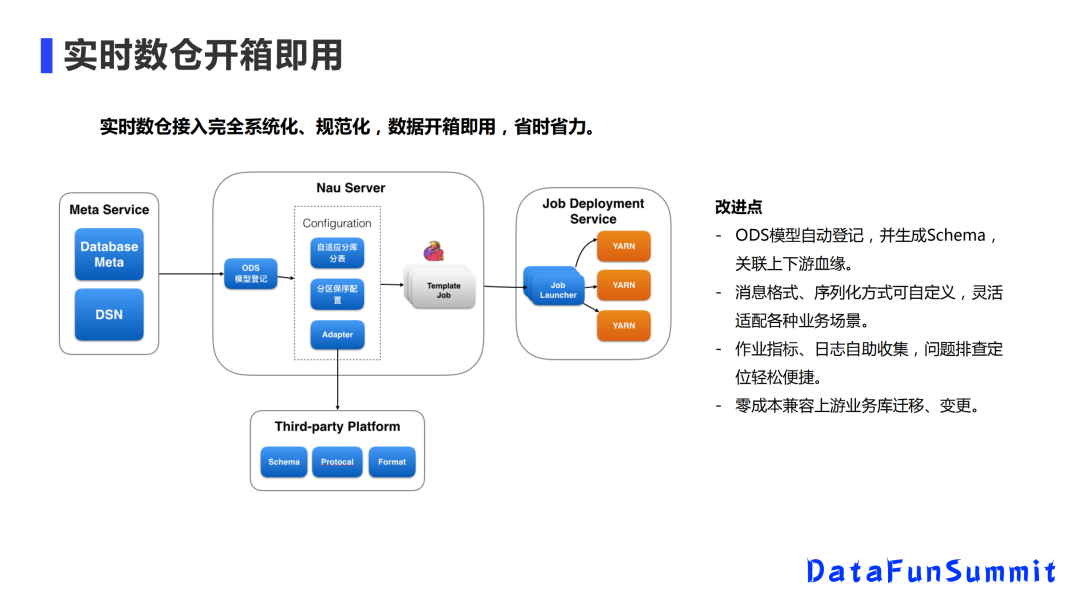 实时数仓开箱即用
实时数仓接入完全系统化、规范化，数据开箱即用，省时省力。
Meta Service
Database
Meta
DSN
Nau Server
ODS
模型登记
Configuration
自适应分库
分表
分区保序配
置
Adapter
Template
Job
Third-party Platform
Schema
Protocal
Format
Job Deployment
Service
Job
Launcher
YARN
YARN
YARN
改进点
- ODS模型自动登记，并生成Schema，
关联上下游血缘。
- 消息格式、序列化方式可自定义，灵活
适配各种业务场景。
- 作业指标、日志自助收集，问题排查定
位轻松便捷。
- 零成本兼容上游业务库迁移、变更。
DataFunSummit